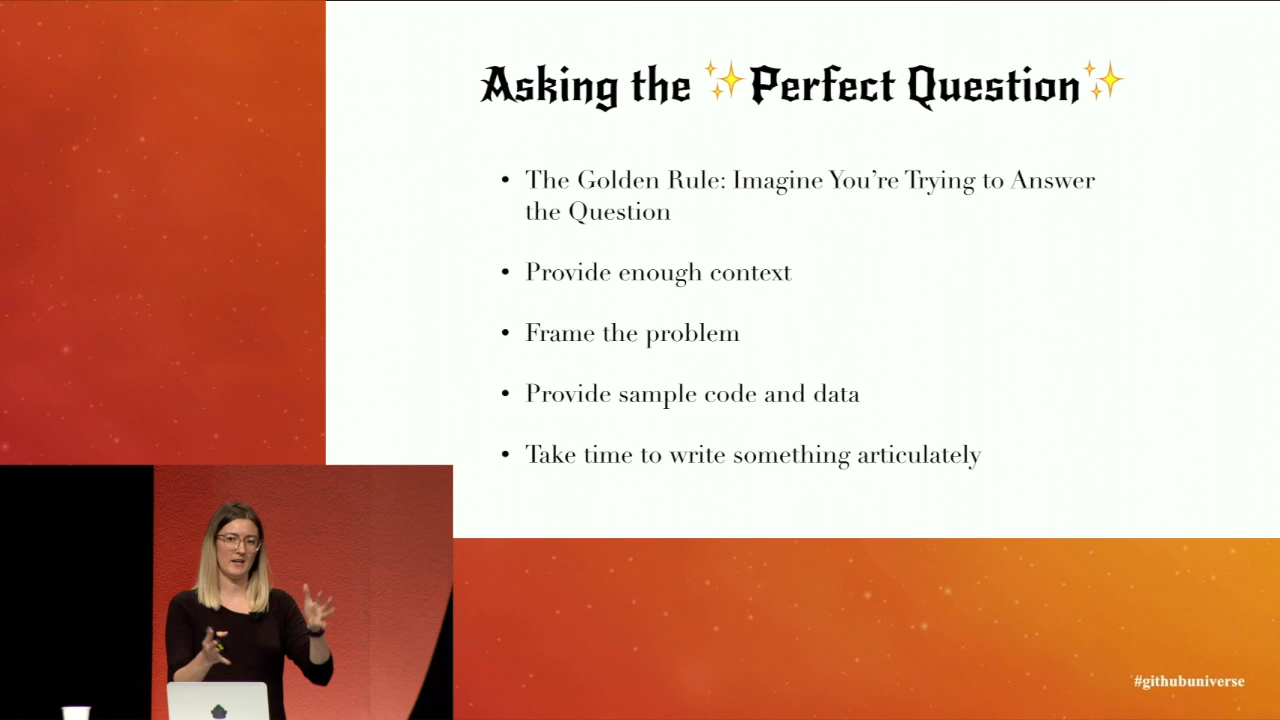 Asking the ✨Perfect Question✨
• The Golden Rule: Imagine You’re Trying to Answer
the Question
• Provide enough context
• Frame the problem
• Provide sample code and data
• Take time to write something articulately
#githubuniverse